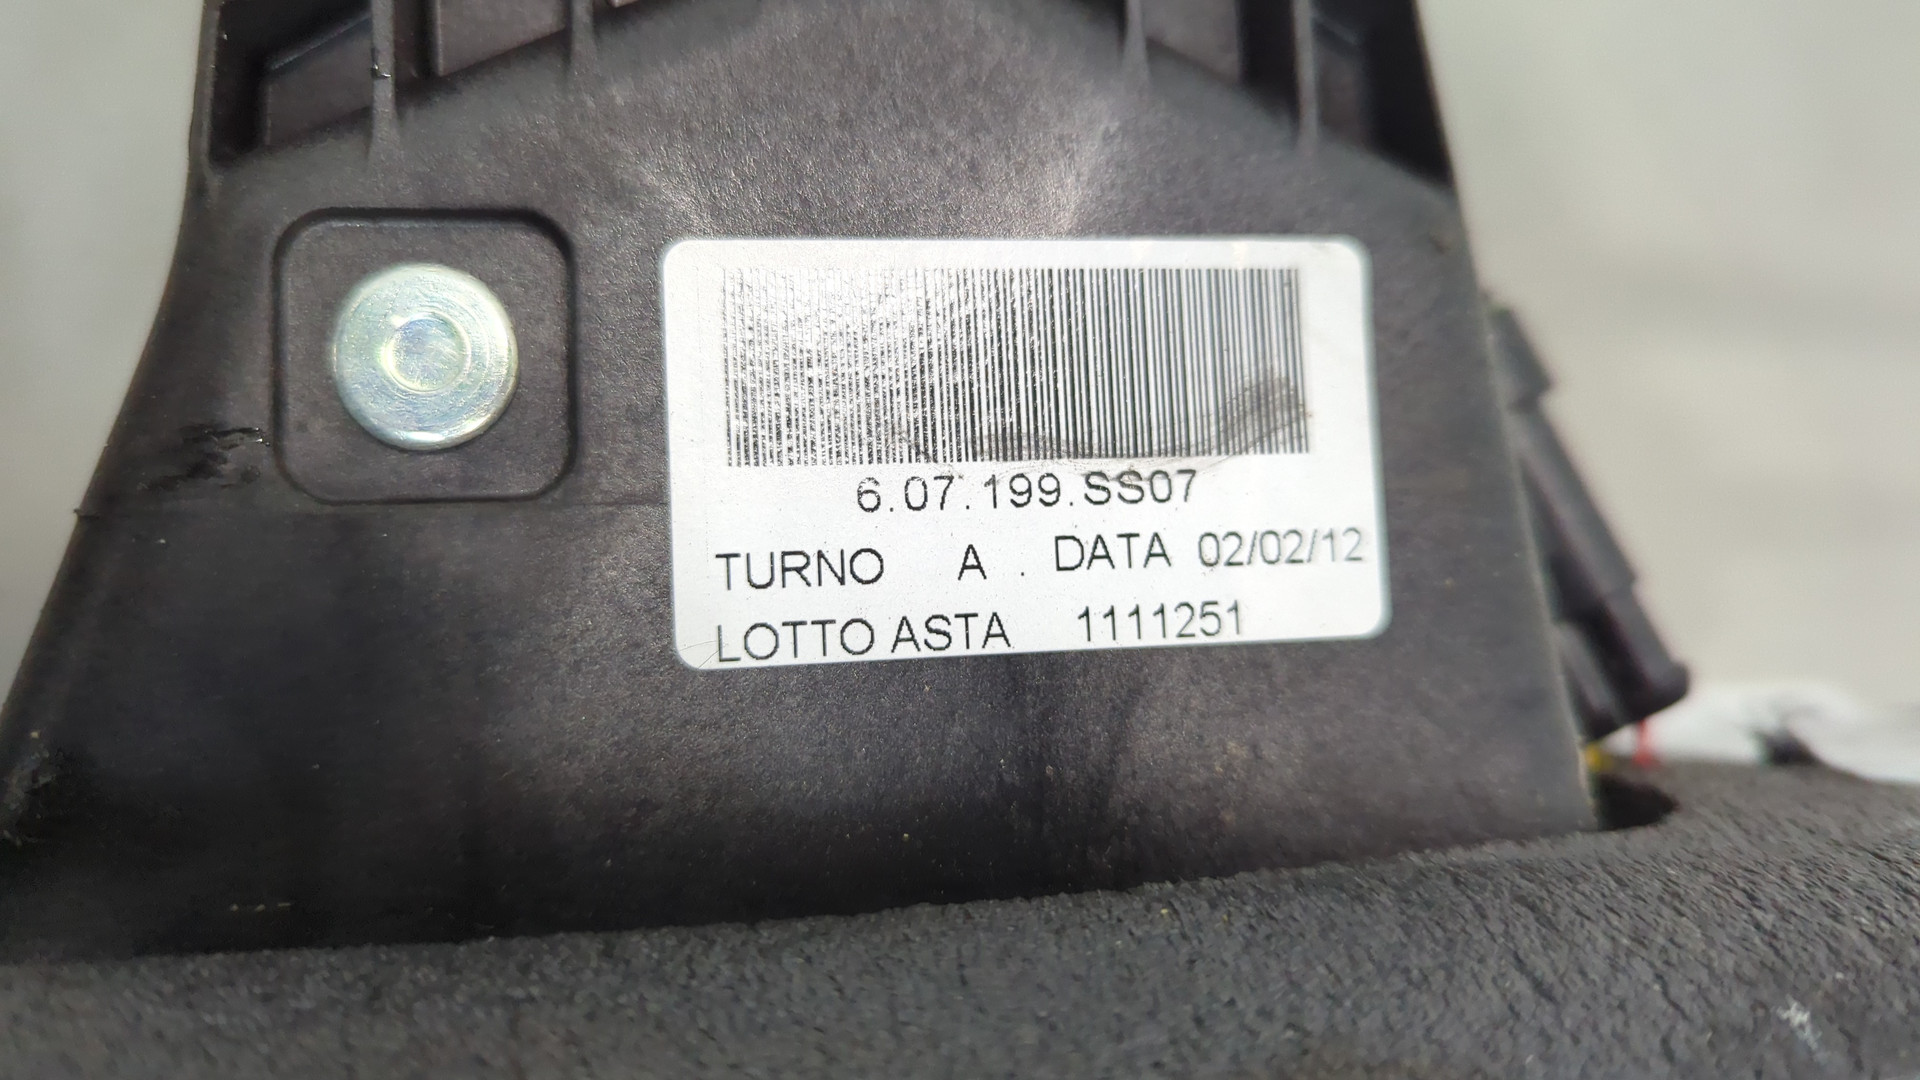 6.07.199.SS07
TURNO A . DATA 02/02/12
LOTTO ASTA 1111251